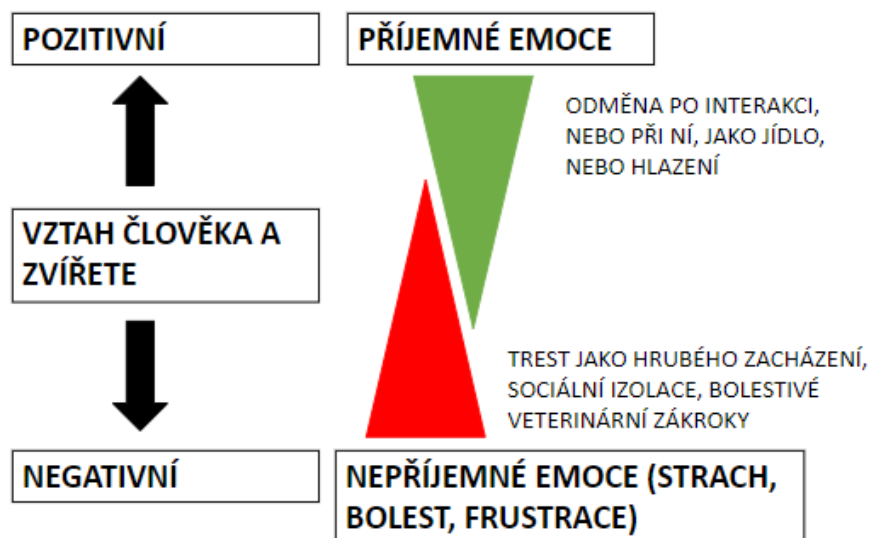 POZITIVNÍ
PŘÍJEMNÉ EMOCE
ODMĚNA PO INTERAKCI,
NEBO PŘI NÍ, JAKO JÍDLO,
NEBO HLAZENÍ
VZTAH ČLOVĚKA A
ZVÍŘETE
TREST JAKO HRUBÉHO ZACHÁZENÍ,
SOCIÁLNÍ IZOLACE, BOLESTIVÉ
VETERINÁRNÍ ZÁKROKY
NEGATIVNÍ
NEPŘÍJEMNÉ EMOCE (STRACH,
BOLEST, FRUSTRACE)